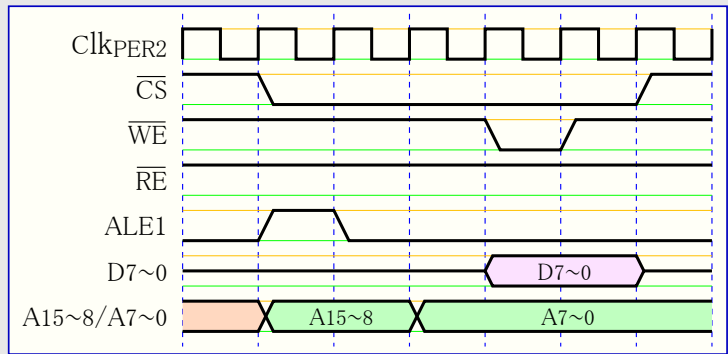 ClkPER2
CS
WE
RE
ALE1
D7~0 D7~0
A15~8/A7~0 A15~8 A7~0